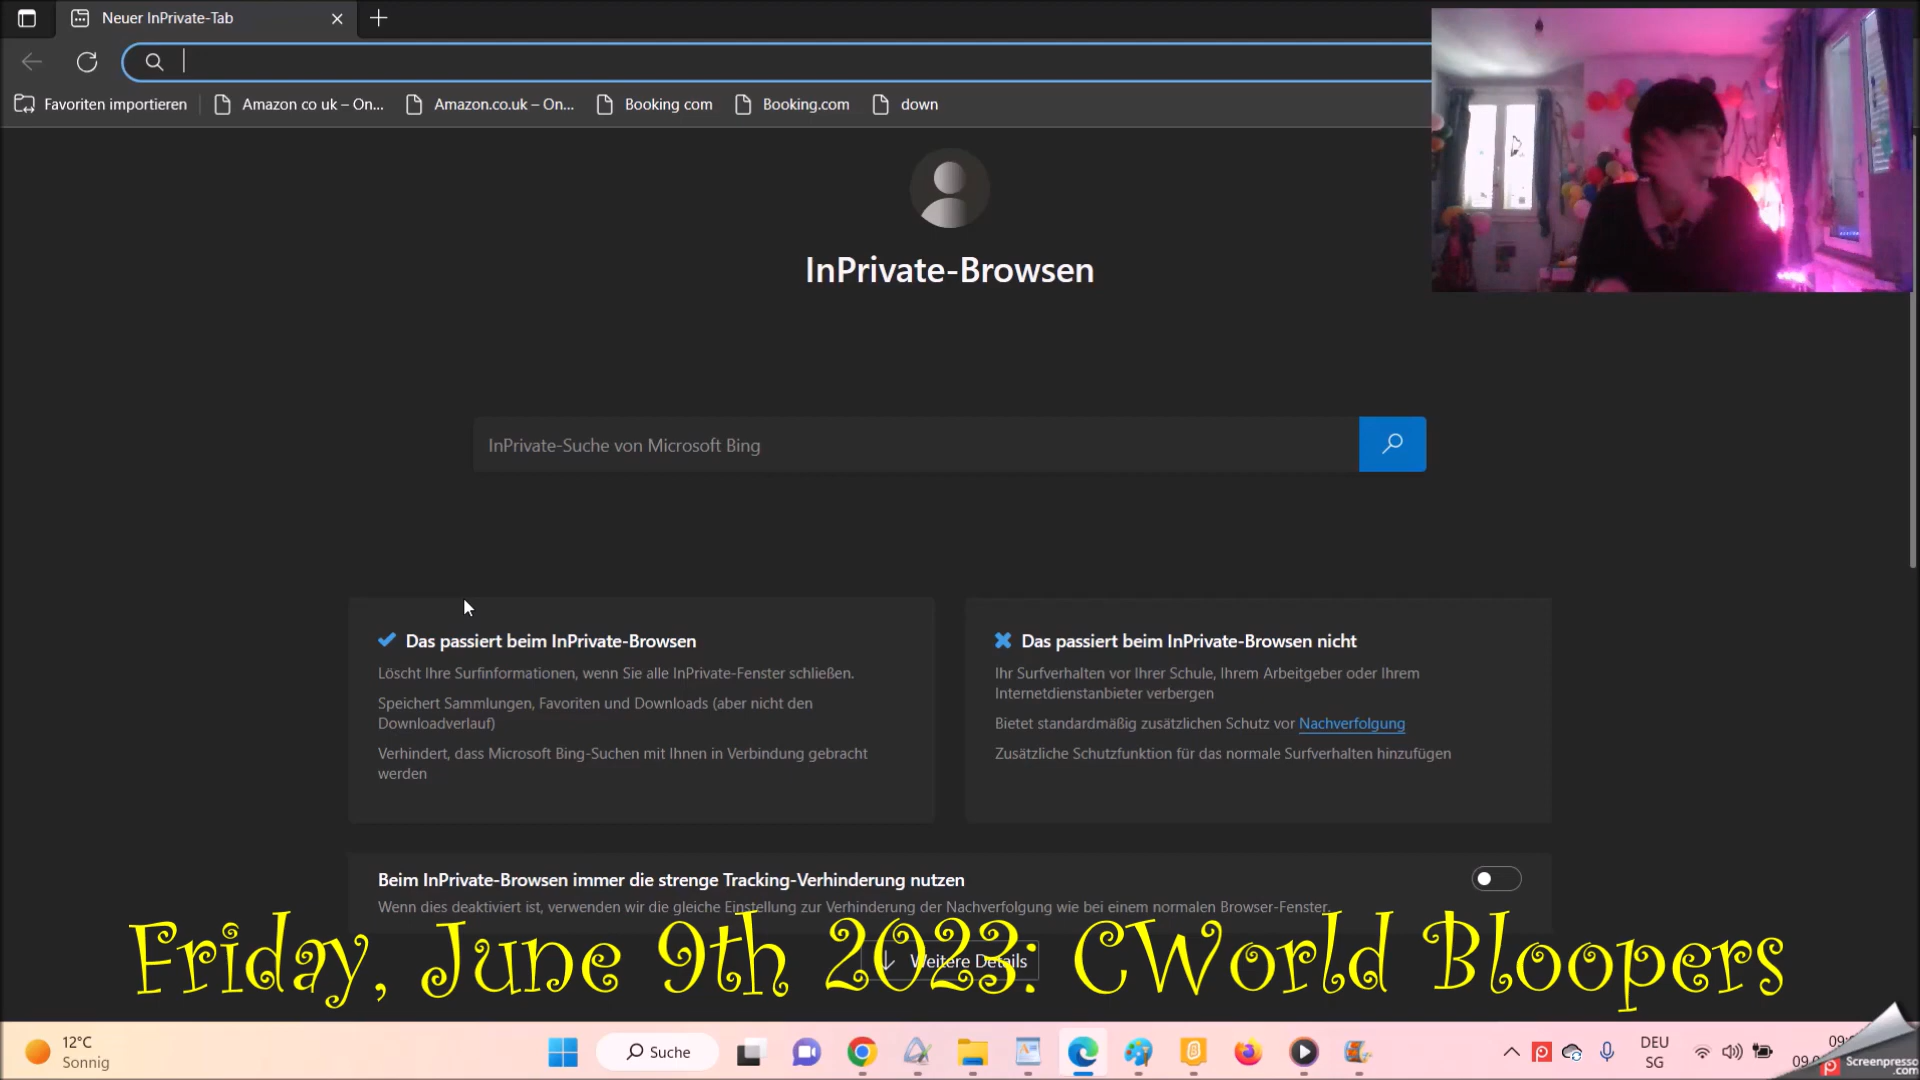 Neuer InPrivate-Tab
Favoriten importieren
Amazon co uk – On...
Amazon.co.uk – On...
Booking com
Booking.com
down
InPrivate-Browsen
InPrivate-Suche von Microsoft Bing
Das passiert beim InPrivate-Browsen
Löscht Ihre Surfinformationen, wenn Sie alle InPrivate-Fenster schließen.
Speichert Sammlungen, Favoriten und Downloads (aber nicht den
Downloadverlauf)
Verhindert, dass Microsoft Bing-Suchen mit Ihnen in Verbindung gebracht
werden
Das passiert beim InPrivate-Browsen nicht
Ihr Surfverhalten vor Ihrer Schule, Ihrem Arbeitgeber oder Ihrem
Internetdienstanbieter verbergen
Bietet standardmäßig zusätzlichen Schutz vor Nachverfolgung
Zusätzliche Schutzfunktion für das normale Surfverhalten hinzufügen
Beim InPrivate-Browsen immer die strenge Tracking-Verhinderung nutzen
Wenn dies deaktiviert ist, verwenden wir die gleiche Einstellung zur Verhinderung der Nachverfolgung wie bei einem normalen Browser-Fenster.
Weitere Details
Friday, June 9th 2023: CWorld Bloopers
12°C
Sonnig
Suche
DEU
SG
Screenpresso
.com